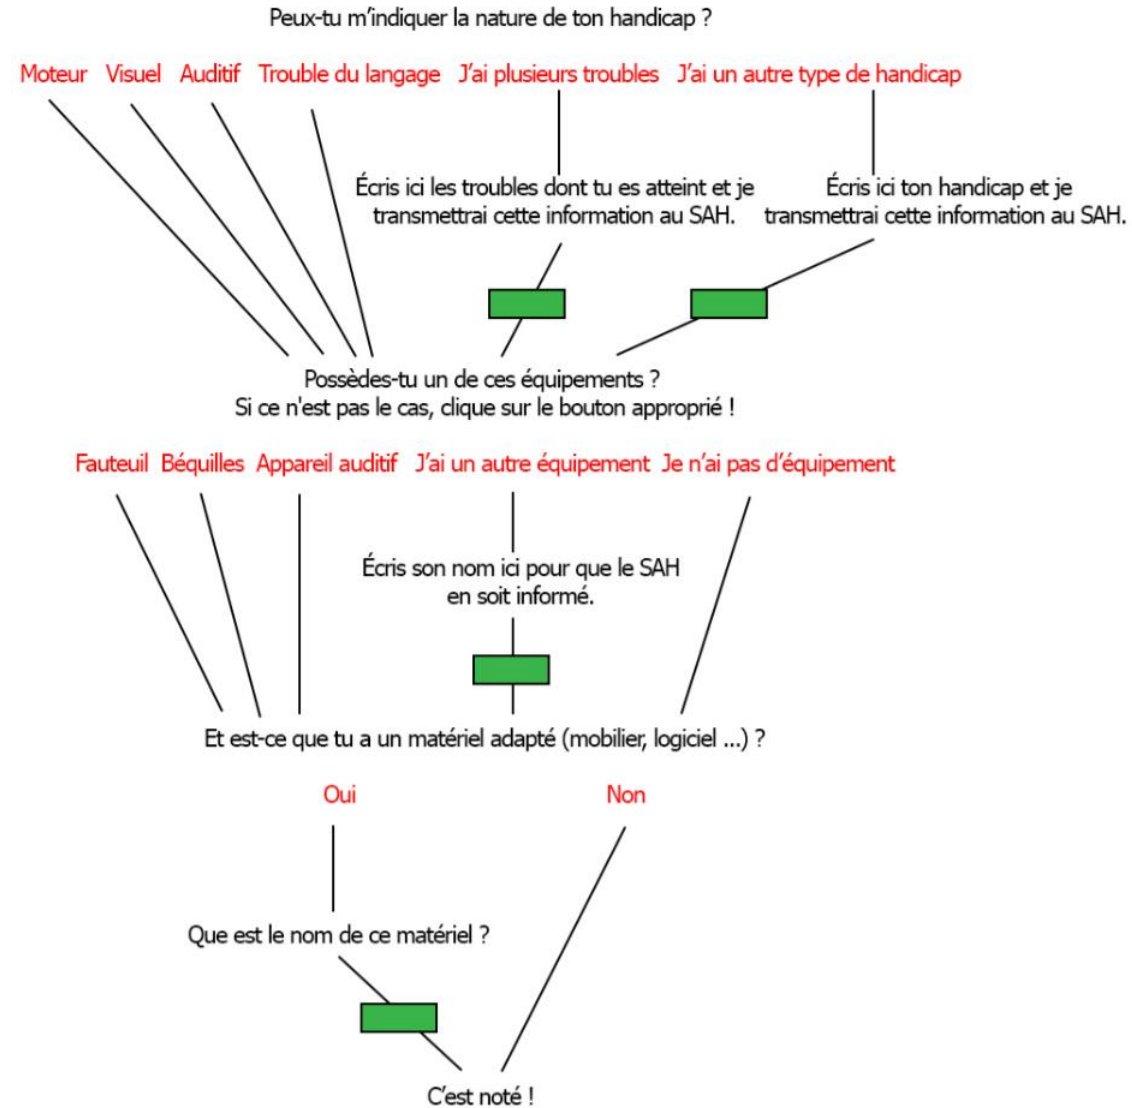 Peux-tu m'indiquer la nature de ton handicap ?
Moteur Visuel Auditif Trouble du langage J'ai plusieurs troubles J'ai un autre type de handicap
Écris ici les troubles dont tu es atteint et je
transmettrai cette information au SAH.
Écris ici ton handicap et je
transmettrai cette information au SAH.
Possèdes-tu un de ces équipements ?
Si ce n'est pas le cas, clique sur le bouton approprié !
Fauteuil Béquilles Appareil auditif J'ai un autre équipement Je n'ai pas d'équipement
Écris son nom ici pour que le SAH
en soit informé.
Et est-ce que tu a un matériel adapté (mobilier, logiciel ...) ?
Oui Non
Que est le nom de ce matériel ?
C'est noté !